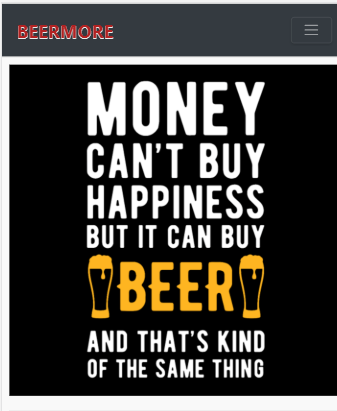 BEERMORE
MONEY
CAN'T BUY
HAPPINESS
BUT IT CAN BUY
BEER
AND THAT'S KIND
OF THE SAME THING